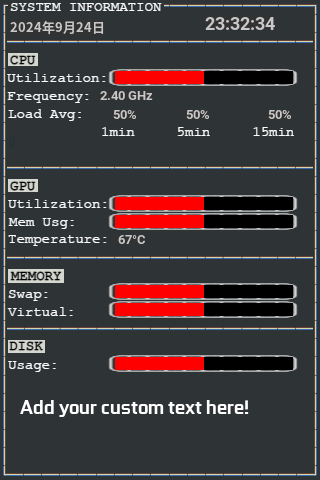 SYSTEM INFORMATION
2024年9月24日 23:32:34
CPU
Utilization:
Frequency: 2.40 GHz
Load Avg: 50% 50% 50%
1min 5min 15min
GPU
Utilization:
Mem Usg:
Temperature: 67°C
MEMORY
Swap:
Virtual:
DISK
Usage:
Add your custom text here!